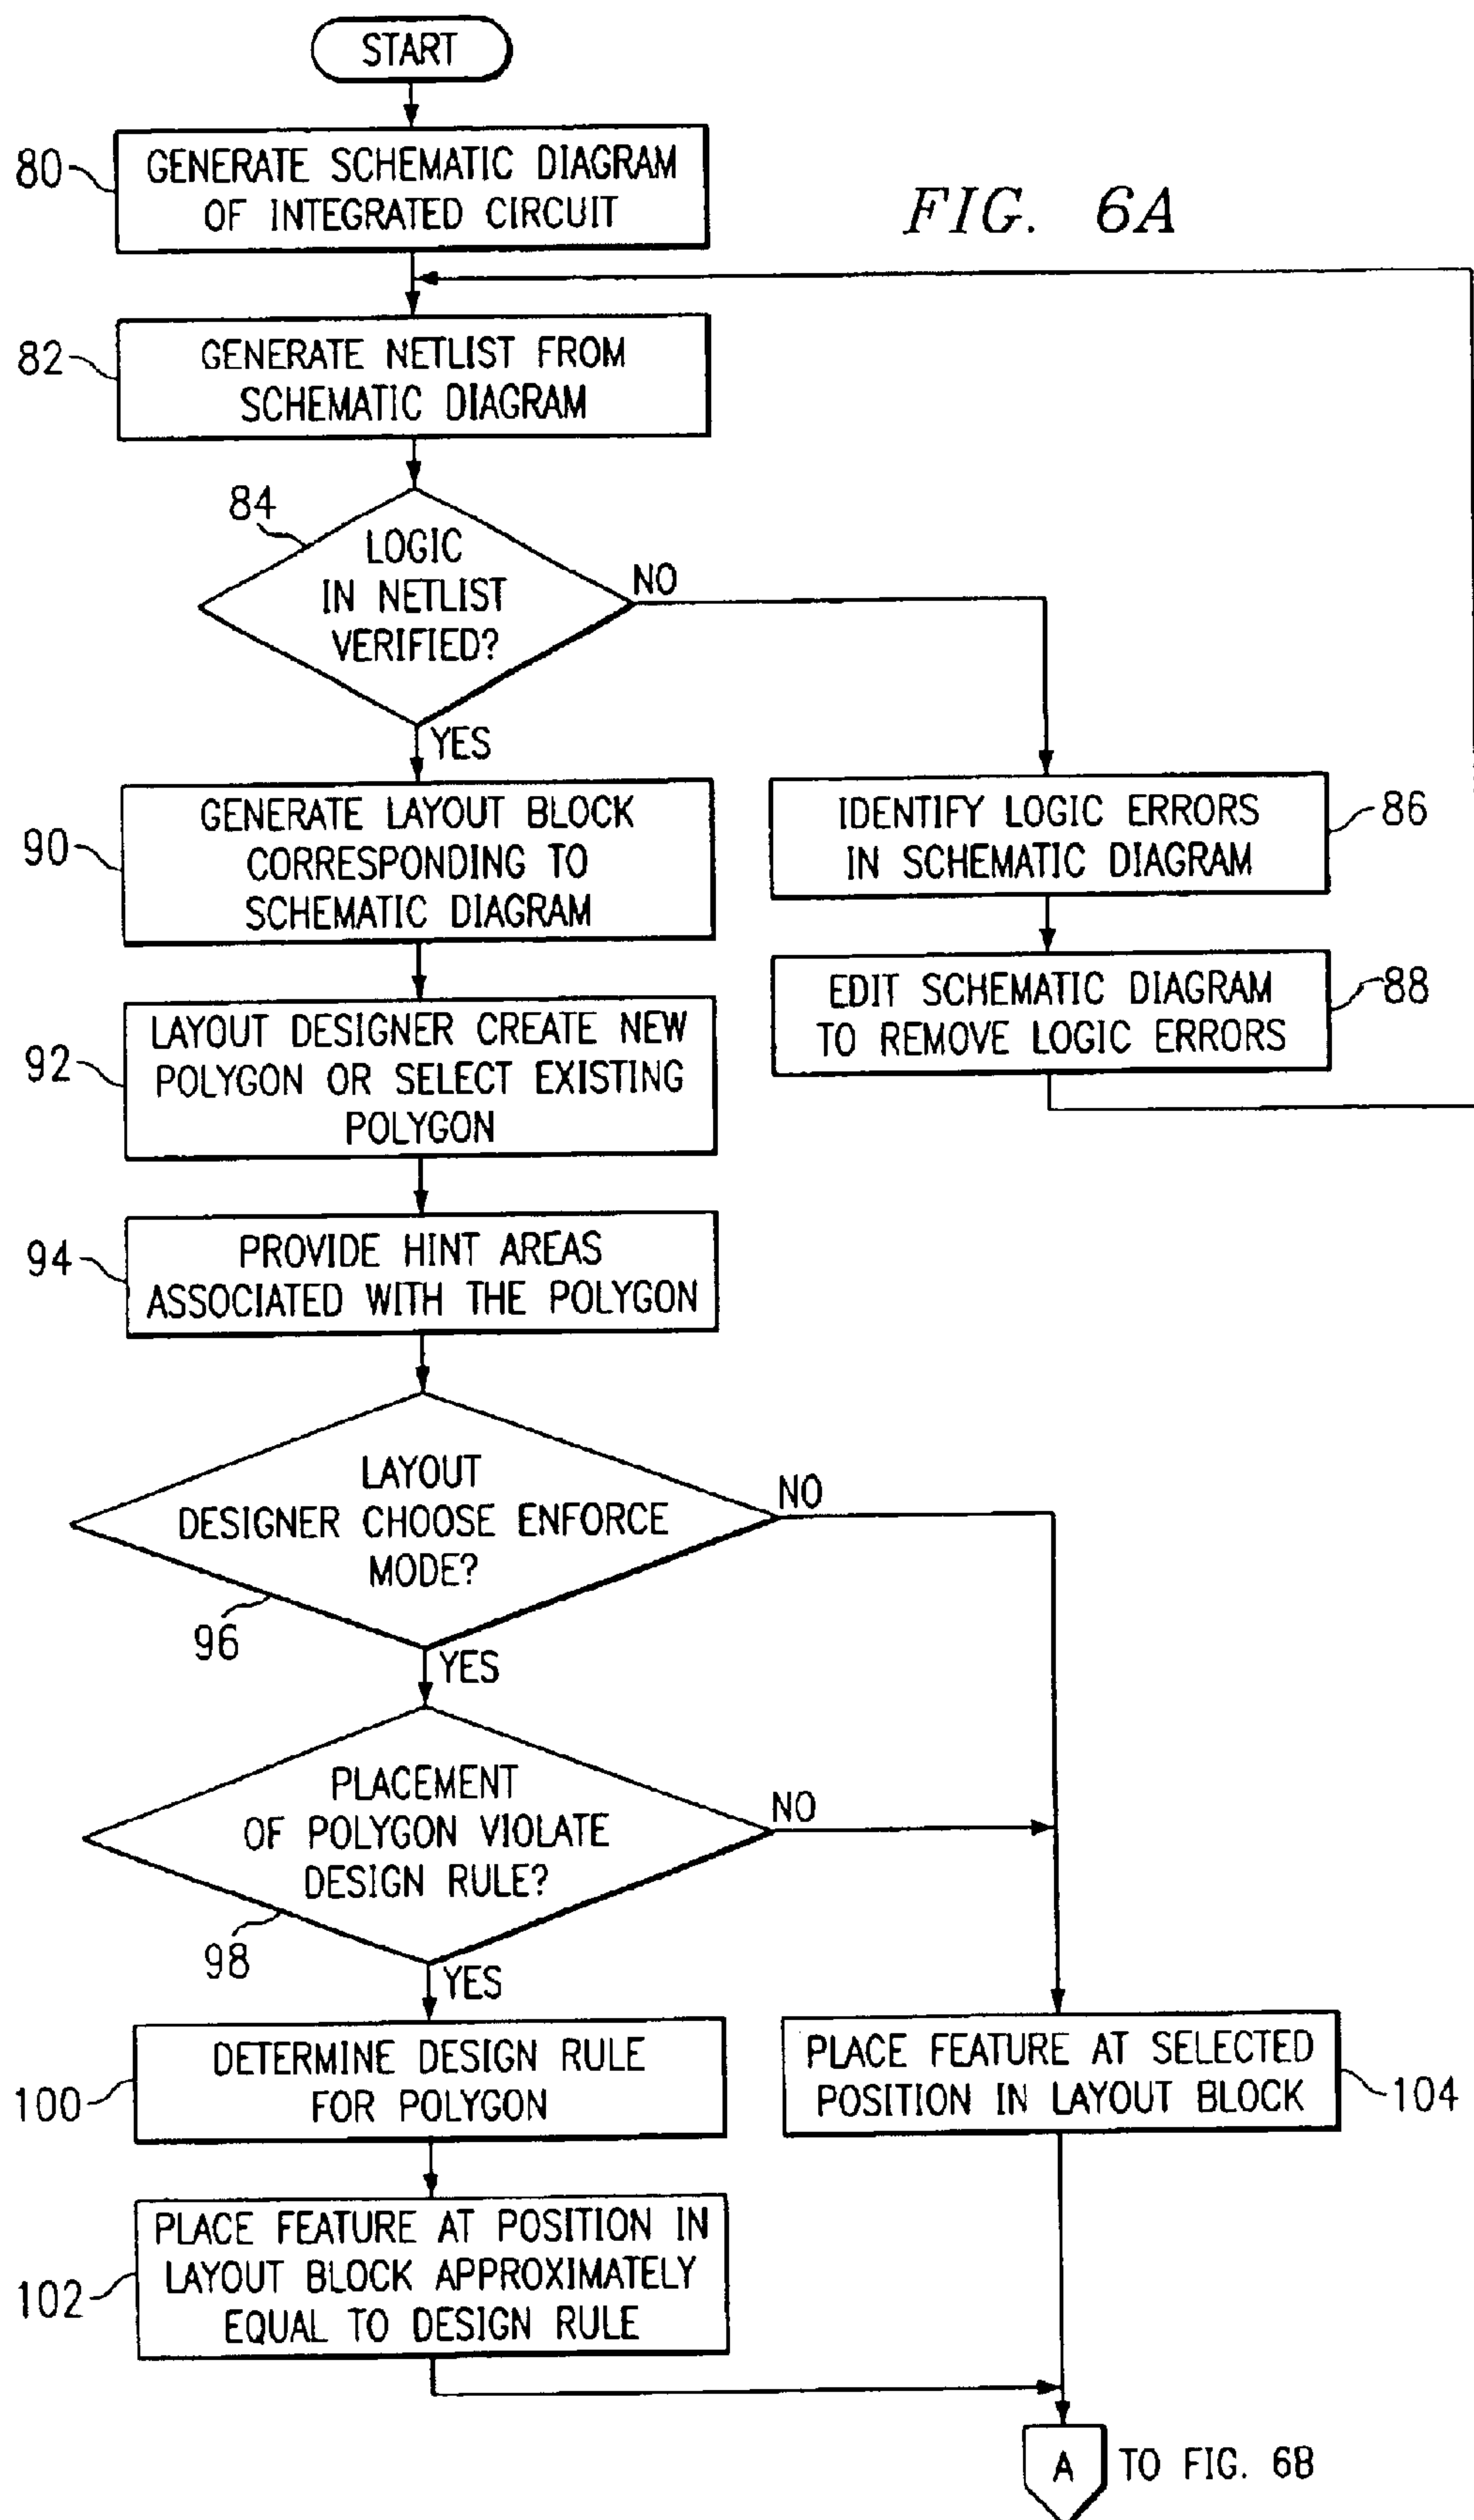 START
80
GENERATE SCHEMATIC DIAGRAM
OF INTEGRATED CIRCUIT
FIG. 6A
82
GENERATE NETLIST FROM
SCHEMATIC DIAGRAM
84
LOGIC
IN NETLIST
VERIFIED?
NO
YES
90
GENERATE LAYOUT BLOCK
CORRESPONDING TO
SCHEMATIC DIAGRAM
IDENTIFY LOGIC ERRORS
IN SCHEMATIC DIAGRAM
86
EDIT SCHEMATIC DIAGRAM
TO REMOVE LOGIC ERRORS
88
92
LAYOUT DESIGNER CREATE NEW
POLYGON OR SELECT EXISTING
POLYGON
94
PROVIDE HINT AREAS
ASSOCIATED WITH THE POLYGON
LAYOUT
DESIGNER CHOOSE ENFORCE
MODE?
NO
96
YES
PLACEMENT
OF POLYGON VIOLATE
DESIGN RULE?
NO
98
YES
100
DETERMINE DESIGN RULE
FOR POLYGON
PLACE FEATURE AT SELECTED
POSITION IN LAYOUT BLOCK
104
102
PLACE FEATURE AT POSITION IN
LAYOUT BLOCK APPROXIMATELY
EQUAL TO DESIGN RULE
A
TO FIG. 6B